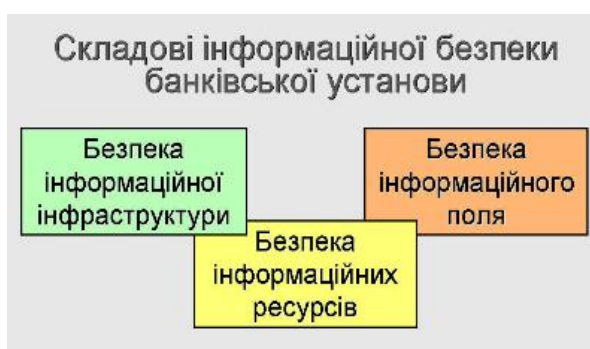 Складові інформаційної безпеки
банківської установи
Безпека
інформаційної
інфраструктури
Безпека
інформаційного
поля
Безпека
інформаційних
ресурсів